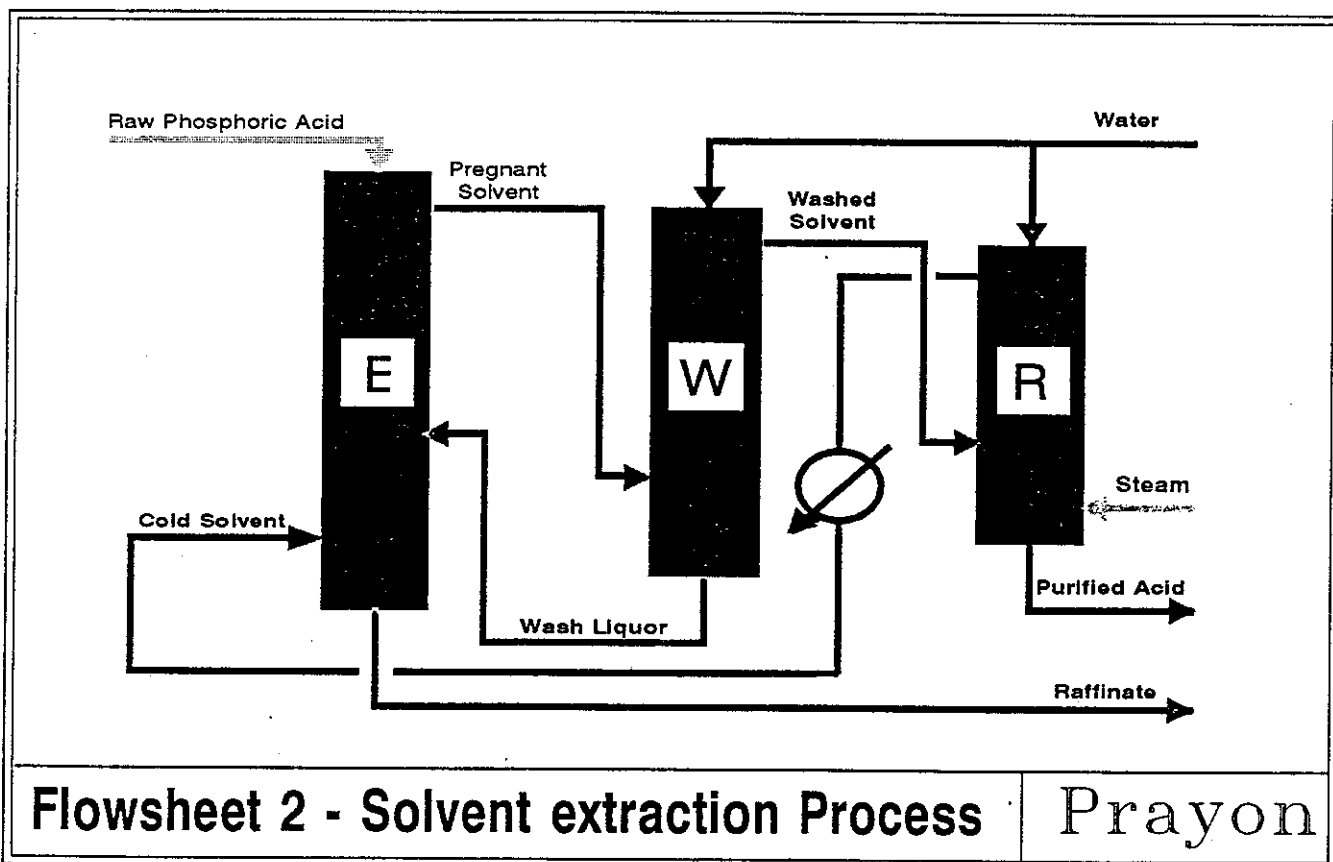 Raw Phosphoric Acid
Water
Pregnant
Solvent
Washed
Solvent
E
W
R
Steam
Cold Solvent
Purified Acid
Wash Liquor
Raffinate
Flowsheet 2 - Solvent extraction Process
Prayon